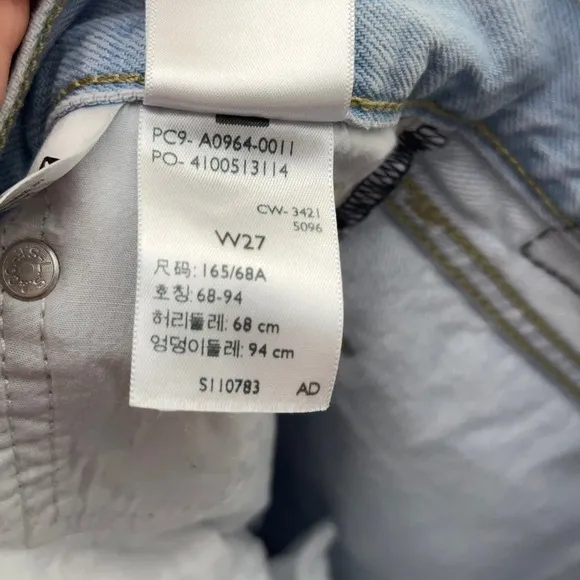 PC9- A0964-0011
PO- 4100513114
CW- 3421
5096
W27
尺码: 165/68A
호칭: 68-94
허리둘레: 68 cm
엉덩이둘레: 94 cm
S110783 AD